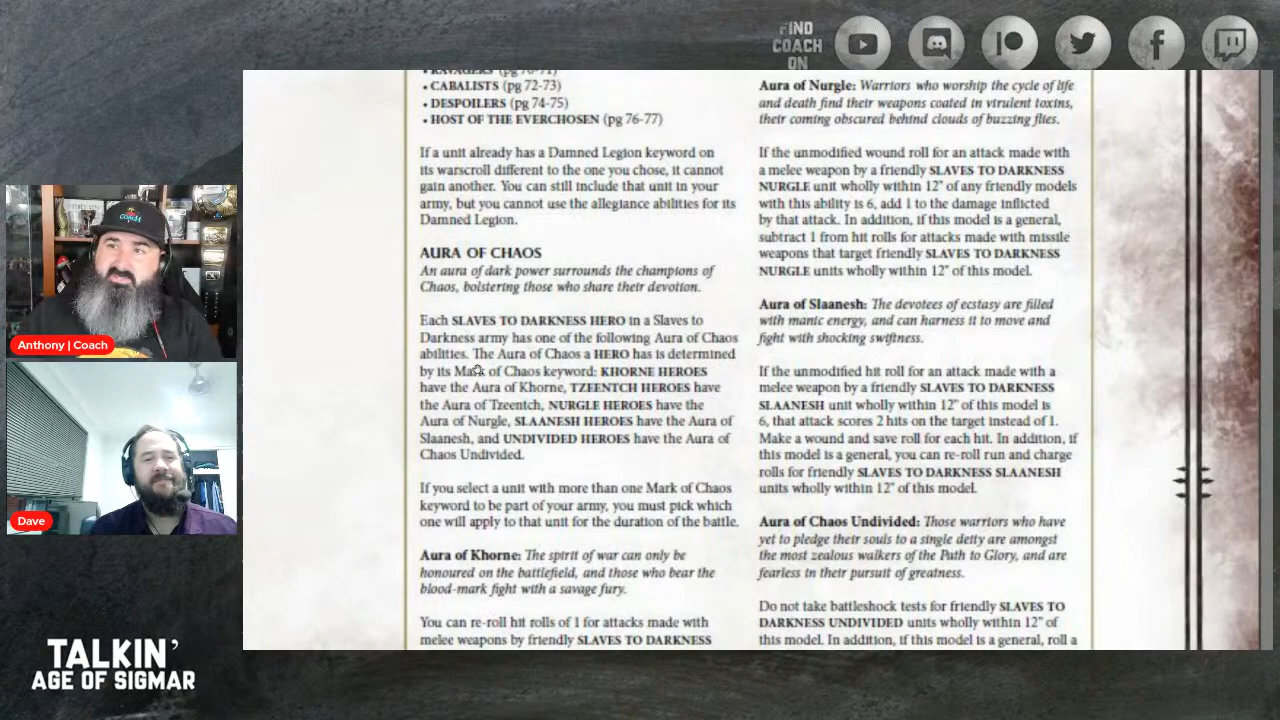 FIND
COACH
ON
• RAVAGERS (pg 70-71)
• CABALISTS (pg 72-73)
• DESPOILERS (pg 74-75)
• HOST OF THE EVERCHOSEN (pg 76-77)
If a unit already has a Damned Legion keyword on
its warscroll different to the one you chose, it cannot
gain another. You can still include that unit in your
army, but you cannot use the allegiance abilities for its
Damned Legion.
AURA OF CHAOS
An aura of dark power surrounds the champions of
Chaos, bolstering those who share their devotion.
Each SLAVES TO DARKNESS HERO in a Slaves to
Darkness army has one of the following Aura of Chaos
abilities. The Aura of Chaos a HERO has is determined
by its Mark of Chaos keyword: KHORNE HEROES
have the Aura of Khorne, TZEENTCH HEROES have
the Aura of Tzeentch, NURGLE HEROES have the
Aura of Nurgle, SLAANESH HEROES have the Aura of
Slaanesh, and UNDIVIDED HEROES have the Aura of
Chaos Undivided.
If you select a unit with more than one Mark of Chaos
keyword to be part of your army, you must pick which
one will apply to that unit for the duration of the battle.
Aura of Khorne: The spirit of war can only be
honoured on the battlefield, and those who bear the
blood-mark fight with a savage fury.
You can re-roll hit rolls of 1 for attacks made with
melee weapons by friendly SLAVES TO DARKNESS
Aura of Nurgle: Warriors who worship the cycle of life
and death find their weapons coated in virulent toxins,
their coming obscured behind clouds of buzzing flies.
If the unmodified wound roll for an attack made with
a melee weapon by a friendly SLAVES TO DARKNESS
NURGLE unit wholly within 12" of any friendly models
with this ability is 6, add 1 to the damage inflicted
by that attack. In addition, if this model is a general,
subtract 1 from hit rolls for attacks made with missile
weapons that target friendly SLAVES TO DARKNESS
NURGLE units wholly within 12" of this model.
Aura of Slaanesh: The devotees of ecstasy are filled
with manic energy, and can harness it to move and
fight with shocking swiftness.
If the unmodified hit roll for an attack made with a
melee weapon by a friendly SLAVES TO DARKNESS
SLAANESH unit wholly within 12" of this model is
6, that attack scores 2 hits on the target instead of 1.
Make a wound and save roll for each hit. In addition, if
this model is a general, you can re-roll run and charge
rolls for friendly SLAVES TO DARKNESS SLAANESH
units wholly within 12" of this model.
Aura of Chaos Undivided: Those warriors who have
yet to pledge their souls to a single deity are amongst
the most zealous walkers of the Path to Glory, and are
fearless in their pursuit of greatness.
Do not take battleshock tests for friendly SLAVES TO
DARKNESS UNDIVIDED units wholly within 12" of
this model. In addition, if this model is a general, roll a
COACH
Anthony | Coach
Dave
TALKIN'
AGE OF SIGMAR